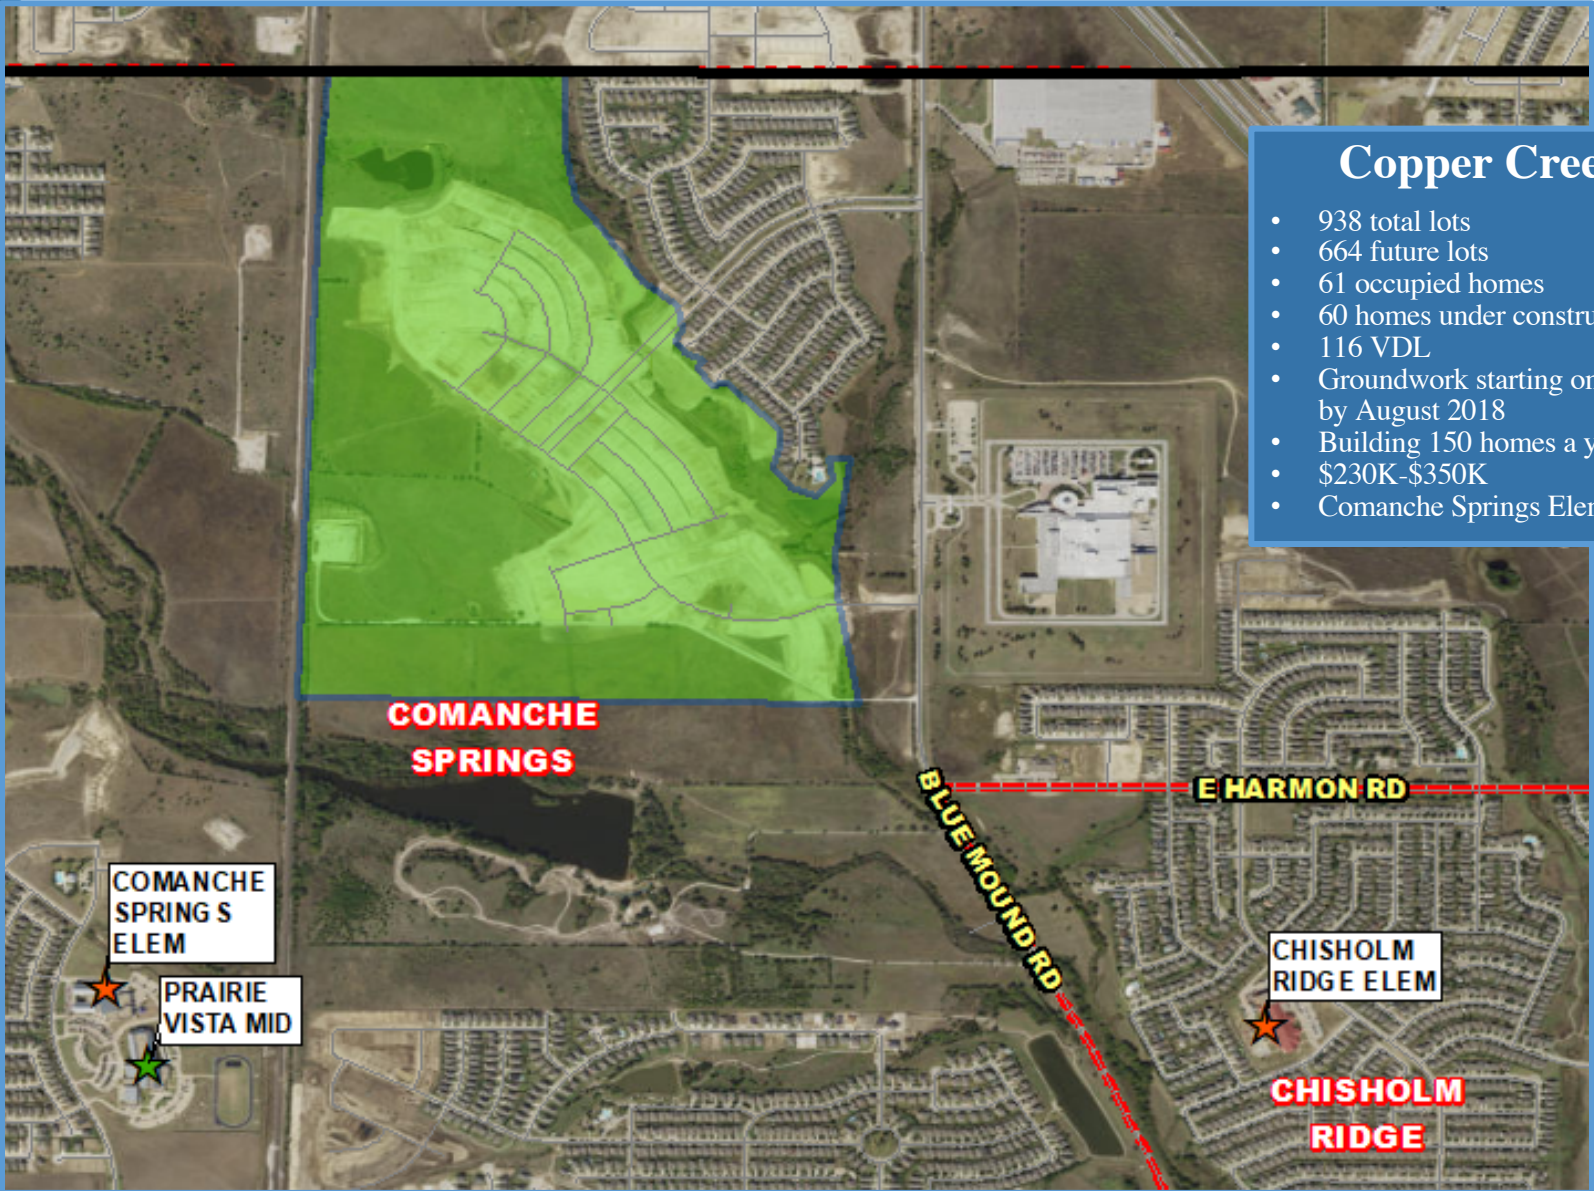 Copper Cree
• 938 total lots
• 664 future lots
• 61 occupied homes
• 60 homes under constru
• 116 VDL
• Groundwork starting on
by August 2018
• Building 150 homes a y
• $230K-$350K
• Comanche Springs Elem
COMANCHE
SPRINGS
E HARMON RD
BLUE MOUND RD
COMANCHE
SPRING S
ELEM
PRAIRIE
VISTA MID
CHISHOLM
RIDGE ELEM
CHISHOLM
RIDGE